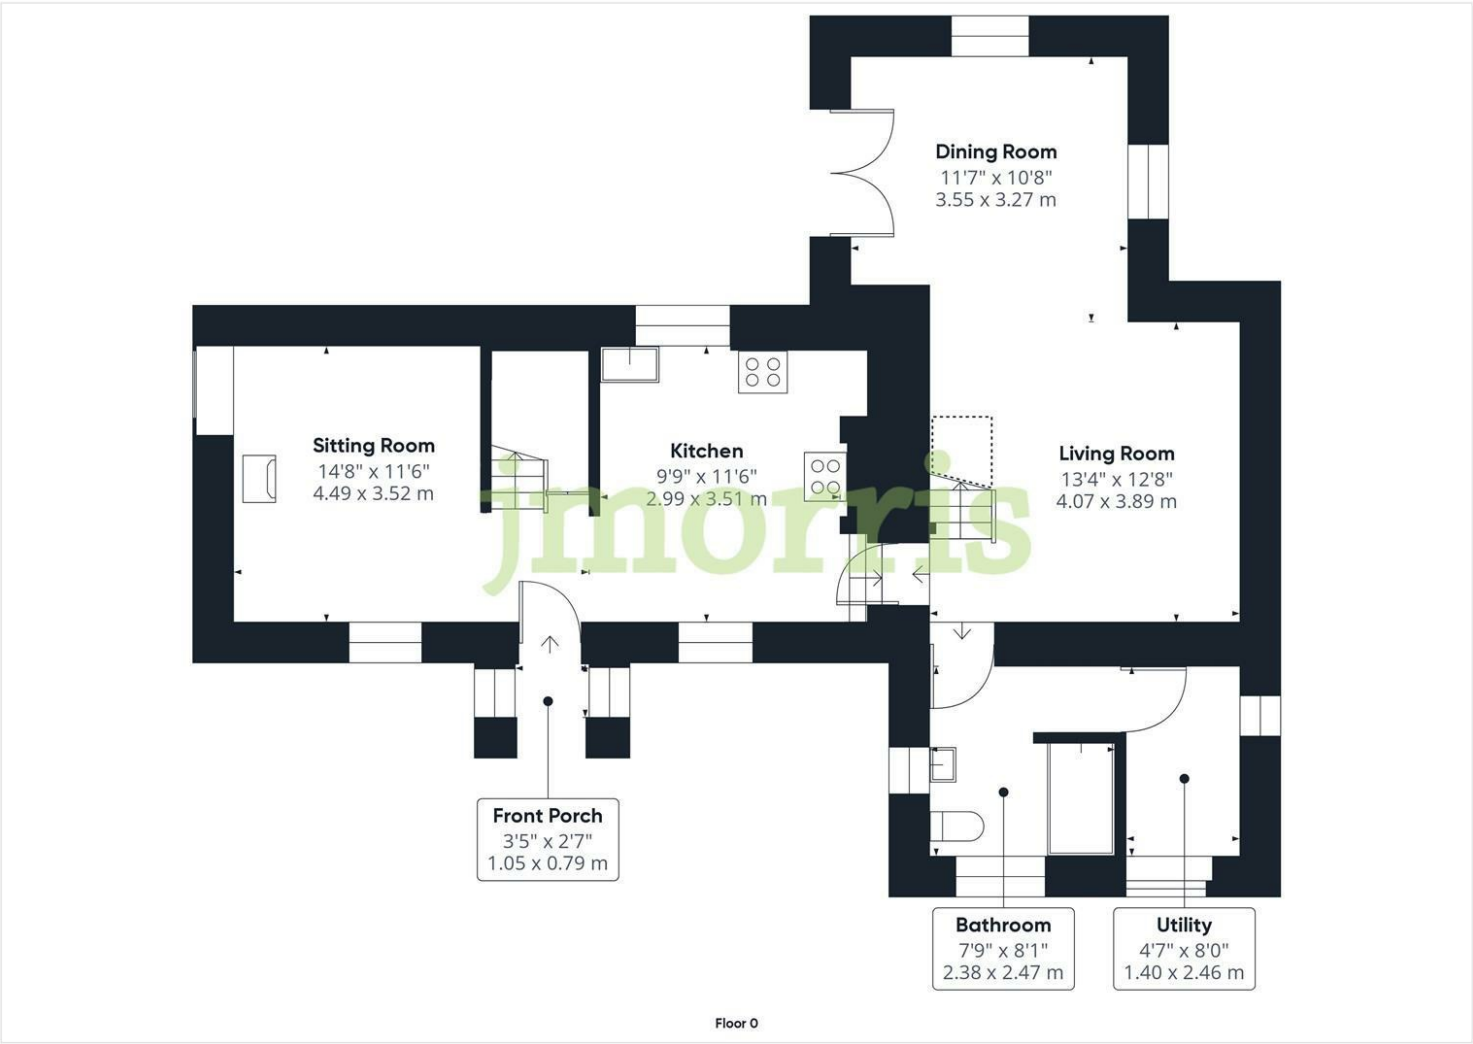 Dining Room
11'7" x 10'8"
3.55 x 3.27 m
Sitting Room
14'8" x 11'6"
4.49 x 3.52 m
Kitchen
9'9" x 11'6"
2.99 x 3.51 m
Living Room
13'4" x 12'8"
4.07 x 3.89 m
jmorris
Front Porch
3'5" x 2'7"
1.05 x 0.79 m
Bathroom
7'9" x 8'1"
2.38 x 2.47 m
Utility
4'7" x 8'0"
1.40 x 2.46 m
Floor 0